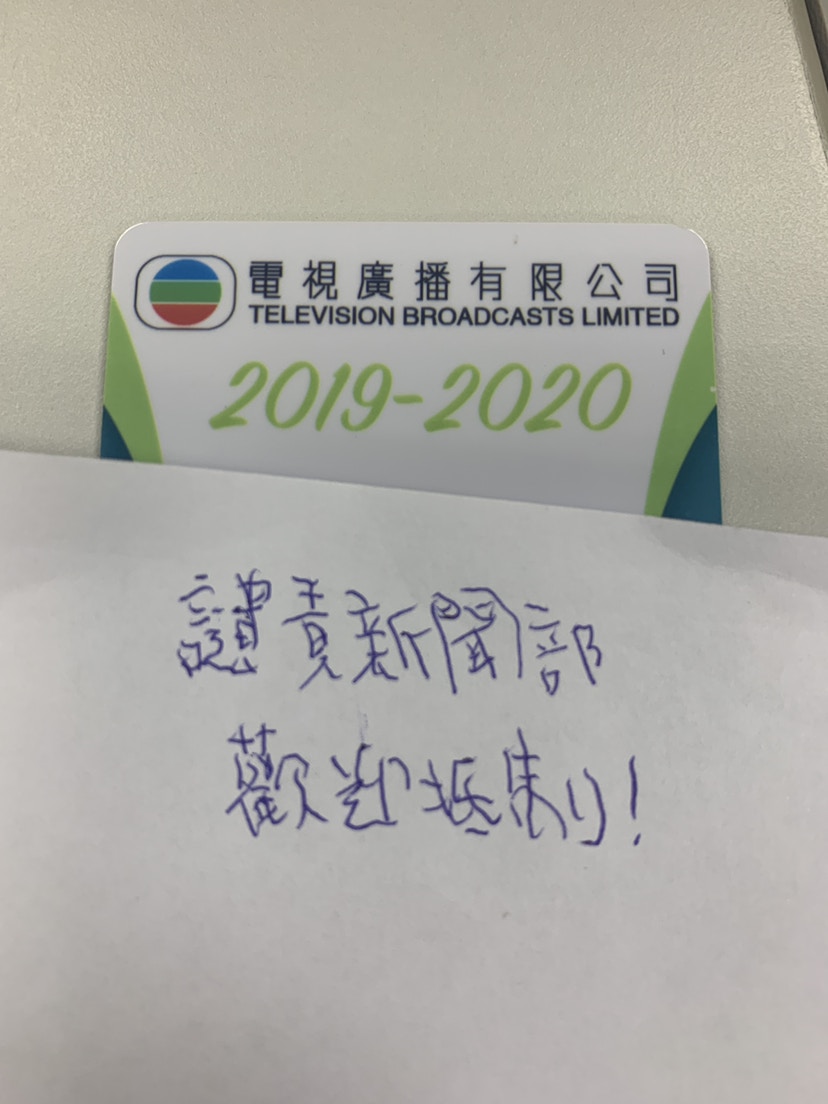 電視廣播有限公司
TELEVISION BROADCASTS LIMITED
2019-2020
譴責新聞部
歡迎抵制!